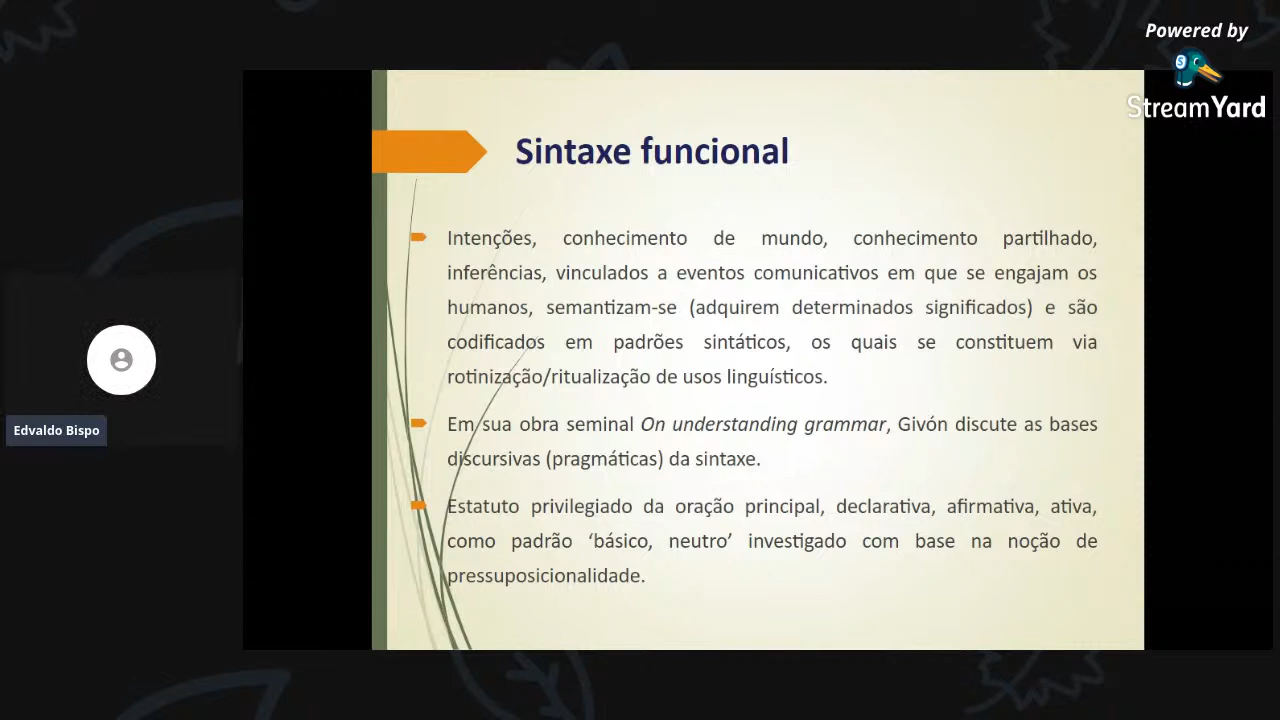 Powered by
StreamYard
Sintaxe funcional
Intenções, conhecimento de mundo, conhecimento partilhado,
inferências, vinculados a eventos comunicativos em que se engajam os
humanos, semantizam-se (adquirem determinados significados) e são
codificados em padrões sintáticos, os quais se constituem via
rotinização/ritualização de usos linguísticos.
Em sua obra seminal On understanding grammar, Givón discute as bases
discursivas (pragmáticas) da sintaxe.
Estatuto privilegiado da oração principal, declarativa, afirmativa, ativa,
como padrão ‘básico, neutro’ investigado com base na noção de
pressuposicionalidade.
Edvaldo Bispo